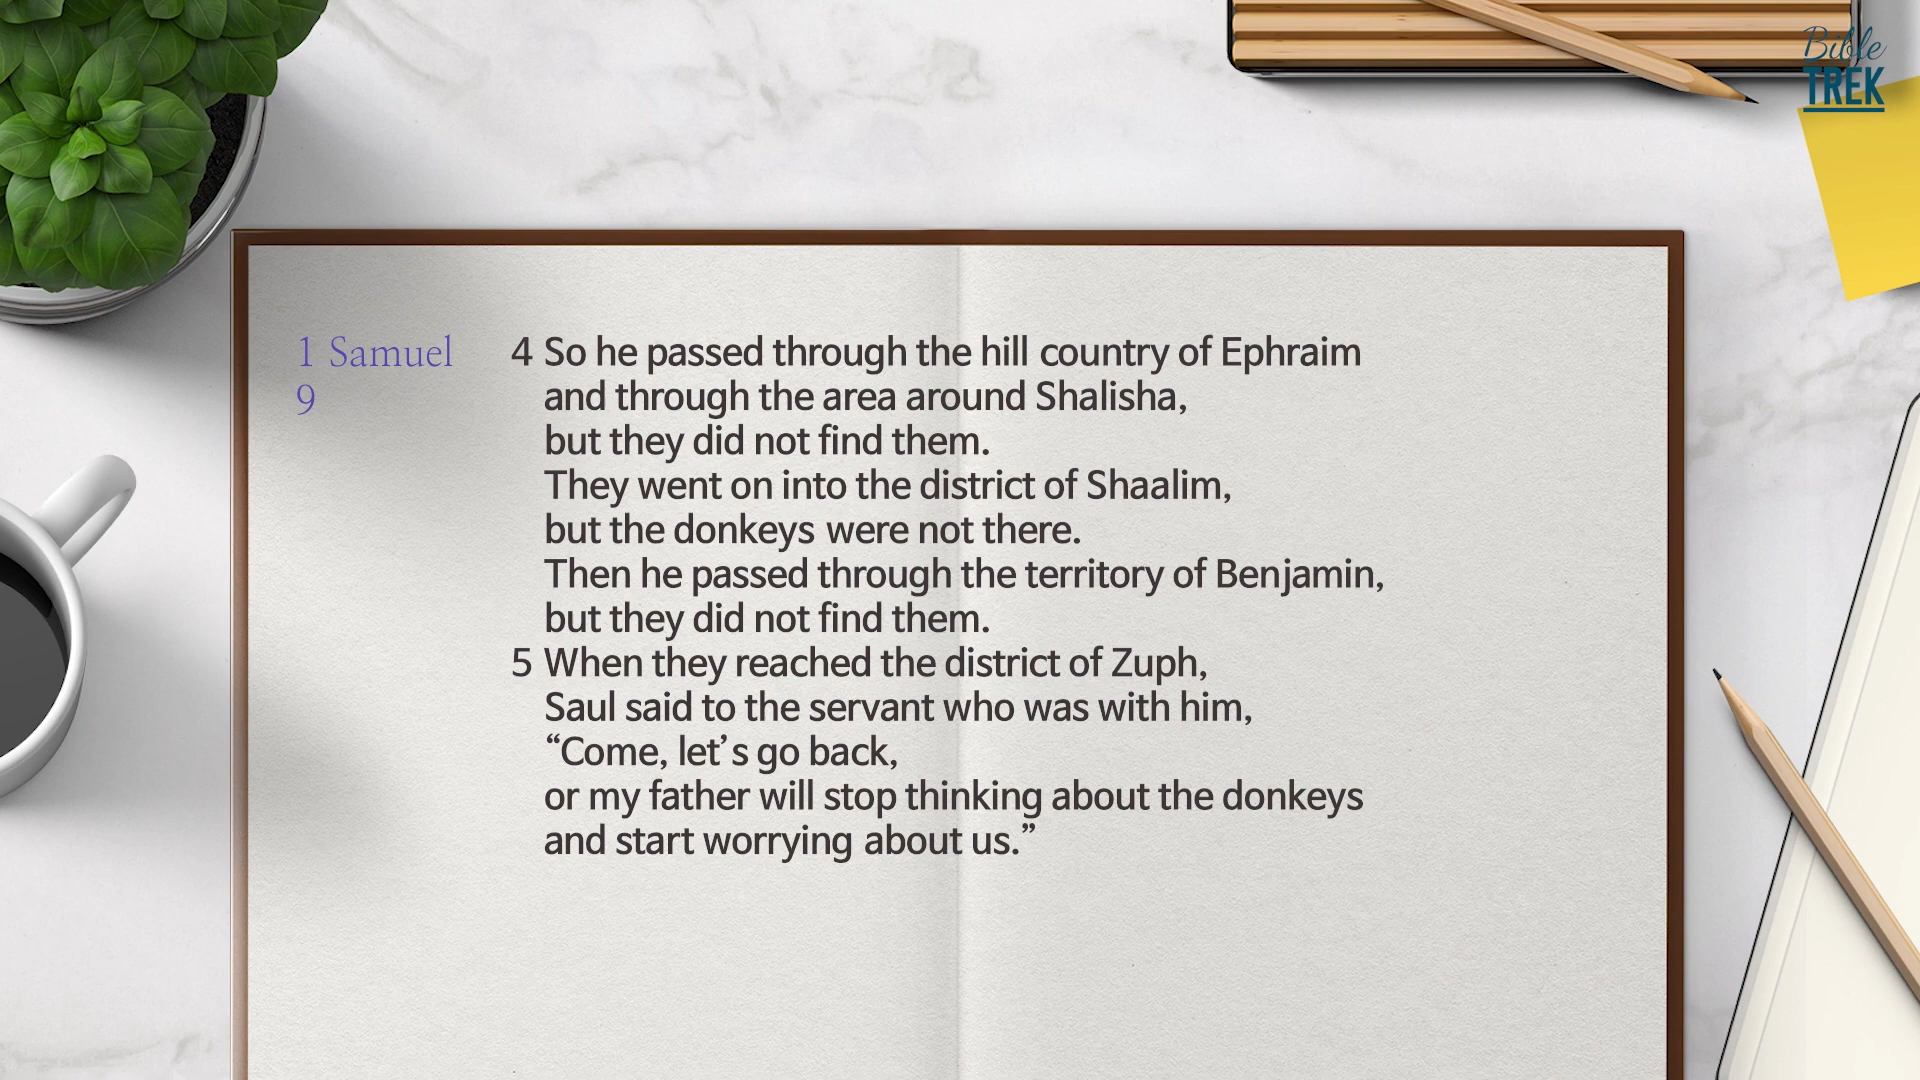 Bible
TREK
1 Samuel
9
4 So he passed through the hill country of Ephraim
and through the area around Shalisha,
but they did not find them.
They went on into the district of Shaalim,
but the donkeys were not there.
Then he passed through the territory of Benjamin,
but they did not find them.
5 When they reached the district of Zuph,
Saul said to the servant who was with him,
“Come, let’s go back,
or my father will stop thinking about the donkeys
and start worrying about us.”